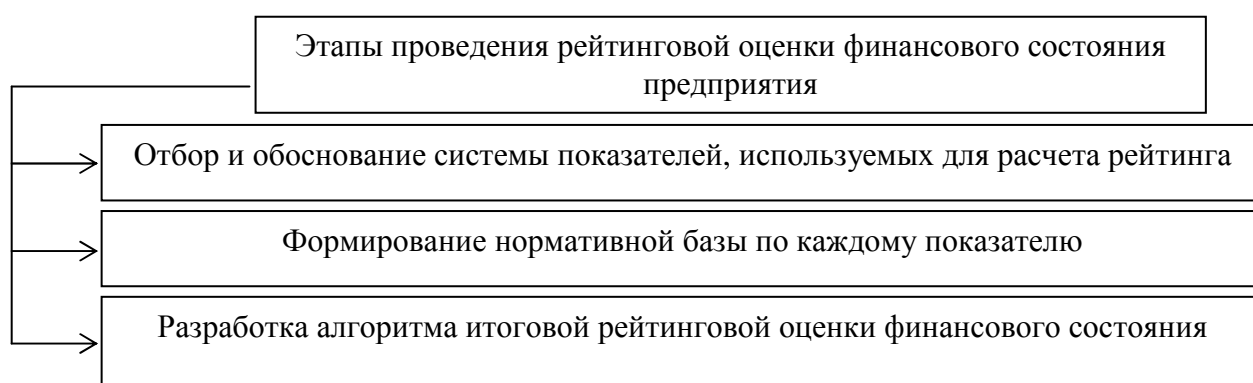 Этапы проведения рейтинговой оценки финансового состояния
предприятия
Отбор и обоснование системы показателей, используемых для расчета рейтинга
Формирование нормативной базы по каждому показателю
Разработка алгоритма итоговой рейтинговой оценки финансового состояния